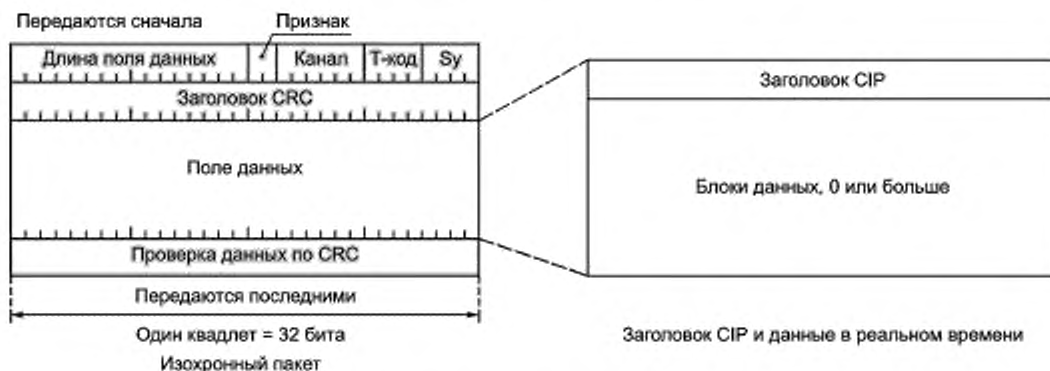 Передаются сначала
Признак
Длина поля данных
Канал
Т-код
Sy
Заголовок CRC
Поле данных
Проверка данных по CRC
Передаются последними
Один квадлет = 32 бита
Изохронный пакет
Заголовок CIP
Блоки данных, 0 или больше
Заголовок CIP и данные в реальном времени